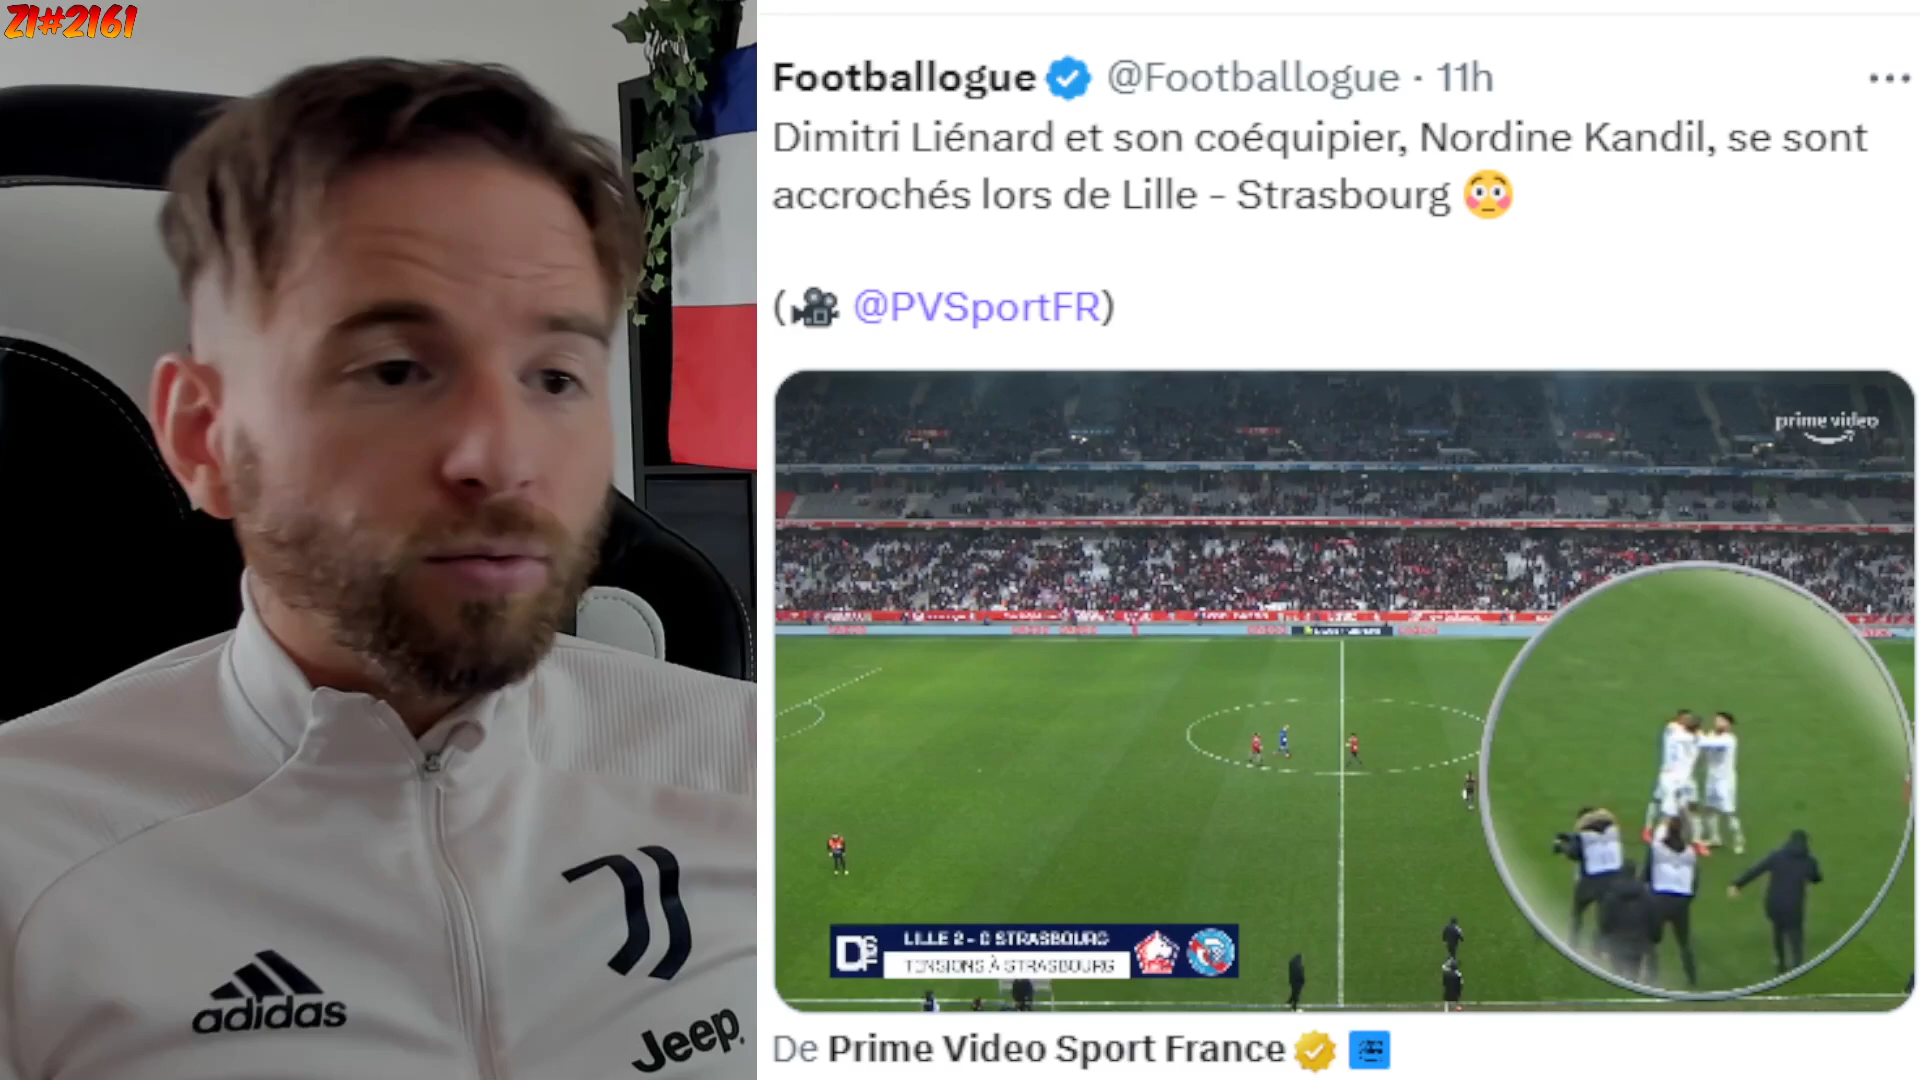 ZI#2161
Footballogue @Footballogue · 11h
Dimitri Liénard et son coéquipier, Nordine Kandil, se sont
accrochés lors de Lille - Strasbourg 😳
(🎥 @PVSportFR)
prime video
LILLE 2 - 0 STRASBOURG
TENSIONS À STRASBOURG
De Prime Video Sport France
adidas
Jeep